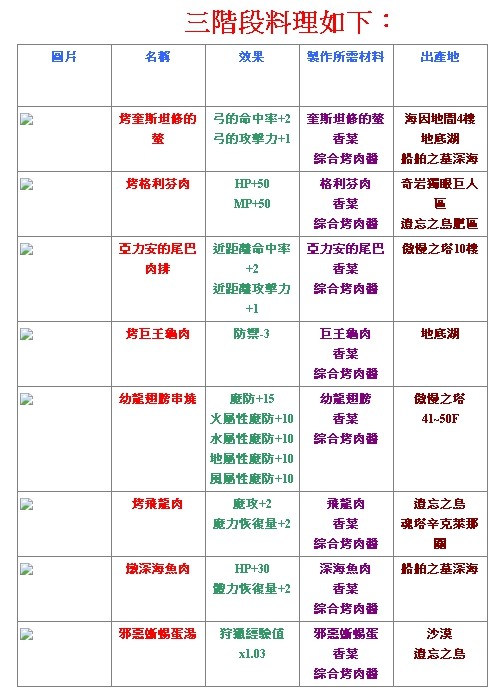 三階段料理如下：
圖片 名稱 效果 製作所需材料 出產地
烤奎斯坦修的螯
弓的命中率+2
弓的攻擊力+1
奎斯坦修的螯
香菜
綜合烤肉醬
海因地間4樓
地底湖
船舶之墓深海
烤格利芬肉
HP+50
MP+50
格利芬肉
香菜
綜合烤肉醬
奇岩獨眼巨人區
遺忘之島肥區
亞力安的尾巴肉排
近距離命中率+2
近距離攻擊力+1
亞力安的尾巴
香菜
綜合烤肉醬
傲慢之塔10樓
烤巨王龜肉
防禦-3
巨王龜肉
香菜
綜合烤肉醬
地底湖
幼龍翅膀串燒
魔防+15
火屬性魔防+10
水屬性魔防+10
地屬性魔防+10
風屬性魔防+10
幼龍翅膀
香菜
綜合烤肉醬
傲慢之塔
41~50F
烤飛龍肉
魔攻+2
魔力恢復量+2
飛龍肉
香菜
綜合烤肉醬
遺忘之島
魂塔辛克萊那圈
燉深海魚肉
HP+30
體力恢復量+2
深海魚肉
香菜
綜合烤肉醬
船舶之墓深海
邪惡蜥蜴蛋湯
狩獵經驗值
x1.03
邪惡蜥蜴蛋
香菜
綜合烤肉醬
沙漠
遺忘之島